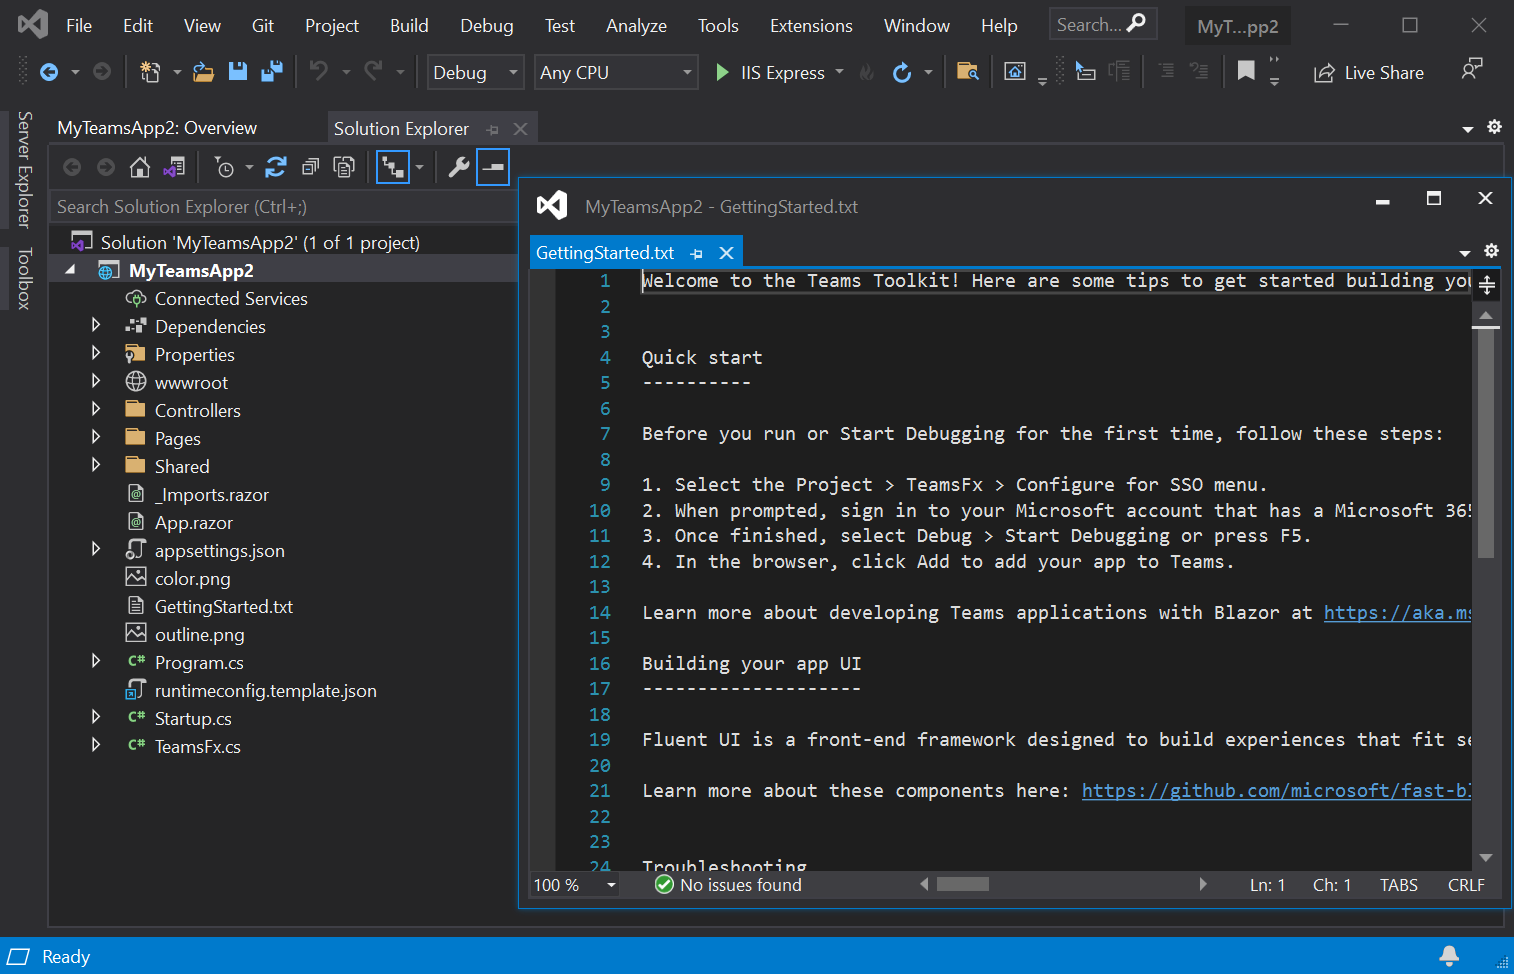 File Edit View Git Project Build Debug Test Analyze Tools Extensions Window Help Search... MyT...pp2
Debug Any CPU IIS Express Live Share
Server Explorer
Toolbox
MyTeamsApp2: Overview Solution Explorer
Search Solution Explorer (Ctrl+;)
Solution 'MyTeamsApp2' (1 of 1 project)
MyTeamsApp2
Connected Services
Dependencies
Properties
wwwroot
Controllers
Pages
Shared
_Imports.razor
App.razor
appsettings.json
color.png
GettingStarted.txt
outline.png
C# Program.cs
runtimeconfig.template.json
C# Startup.cs
C# TeamsFx.cs
MyTeamsApp2 - GettingStarted.txt
GettingStarted.txt
1 Welcome to the Teams Toolkit! Here are some tips to get started building you
2
3
4 Quick start
5 ----------
6
7 Before you run or Start Debugging for the first time, follow these steps:
8
9 1. Select the Project > TeamsFx > Configure for SSO menu.
10 2. When prompted, sign in to your Microsoft account that has a Microsoft 365
11 3. Once finished, select Debug > Start Debugging or press F5.
12 4. In the browser, click Add to add your app to Teams.
13
14 Learn more about developing Teams applications with Blazor at https://aka.ms
15
16 Building your app UI
17 --------------------
18
19 Fluent UI is a front-end framework designed to build experiences that fit se
20
21 Learn more about these components here: https://github.com/microsoft/fast-bl
22
23
24 Troubleshooting
100 % No issues found Ln: 1 Ch: 1 TABS CRLF
Ready